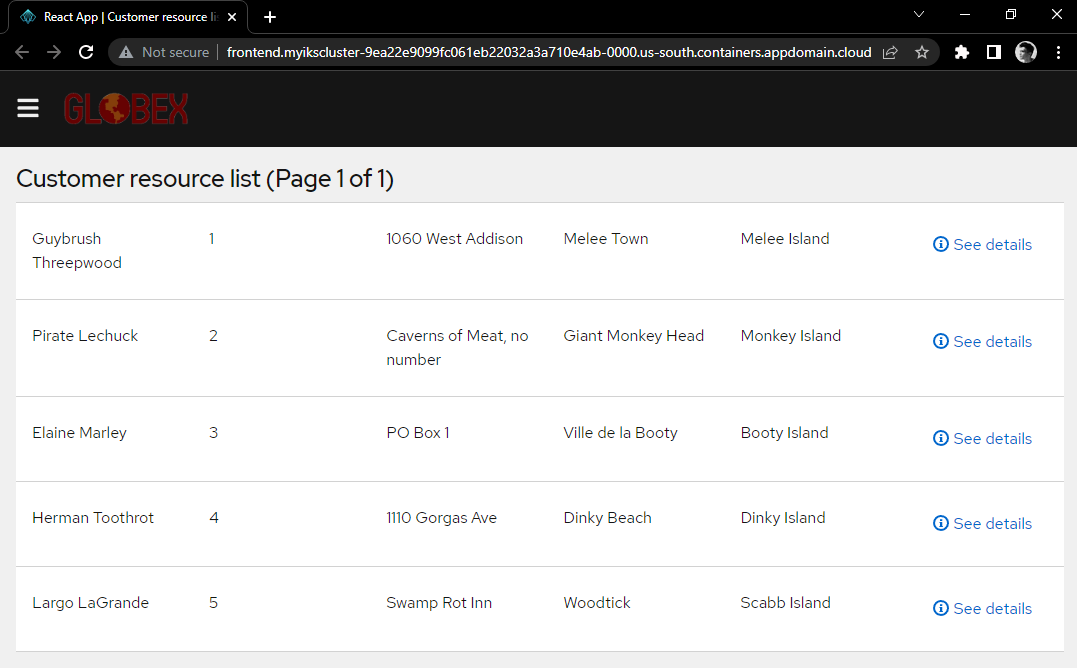 React App | Customer resource li
Not secure frontend.myikscluster-9ea22e9099fc061eb22032a3a710e4ab-0000.us-south.containers.appdomain.cloud
GLOBEX
Customer resource list (Page 1 of 1)
Guybrush Threepwood 1 1060 West Addison Melee Town Melee Island See details
Pirate Lechuck 2 Caverns of Meat, no number Giant Monkey Head Monkey Island See details
Elaine Marley 3 PO Box 1 Ville de la Booty Booty Island See details
Herman Toothrot 4 1110 Gorgas Ave Dinky Beach Dinky Island See details
Largo LaGrande 5 Swamp Rot Inn Woodtick Scabb Island See details